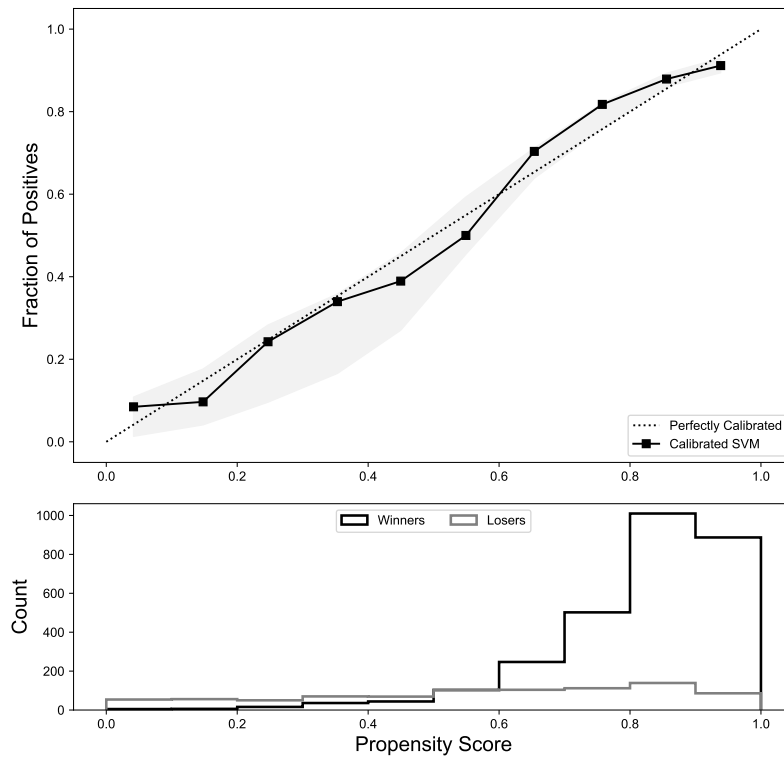 1.0
0.8
0.6
0.4
0.2
0.0
Fraction of Positives
Perfectly Calibrated
Calibrated SVM
0.0 0.2 0.4 0.6 0.8 1.0
1000
800
600
400
200
0
Count
Winners Losers
0.0 0.2 0.4 0.6 0.8 1.0
Propensity Score